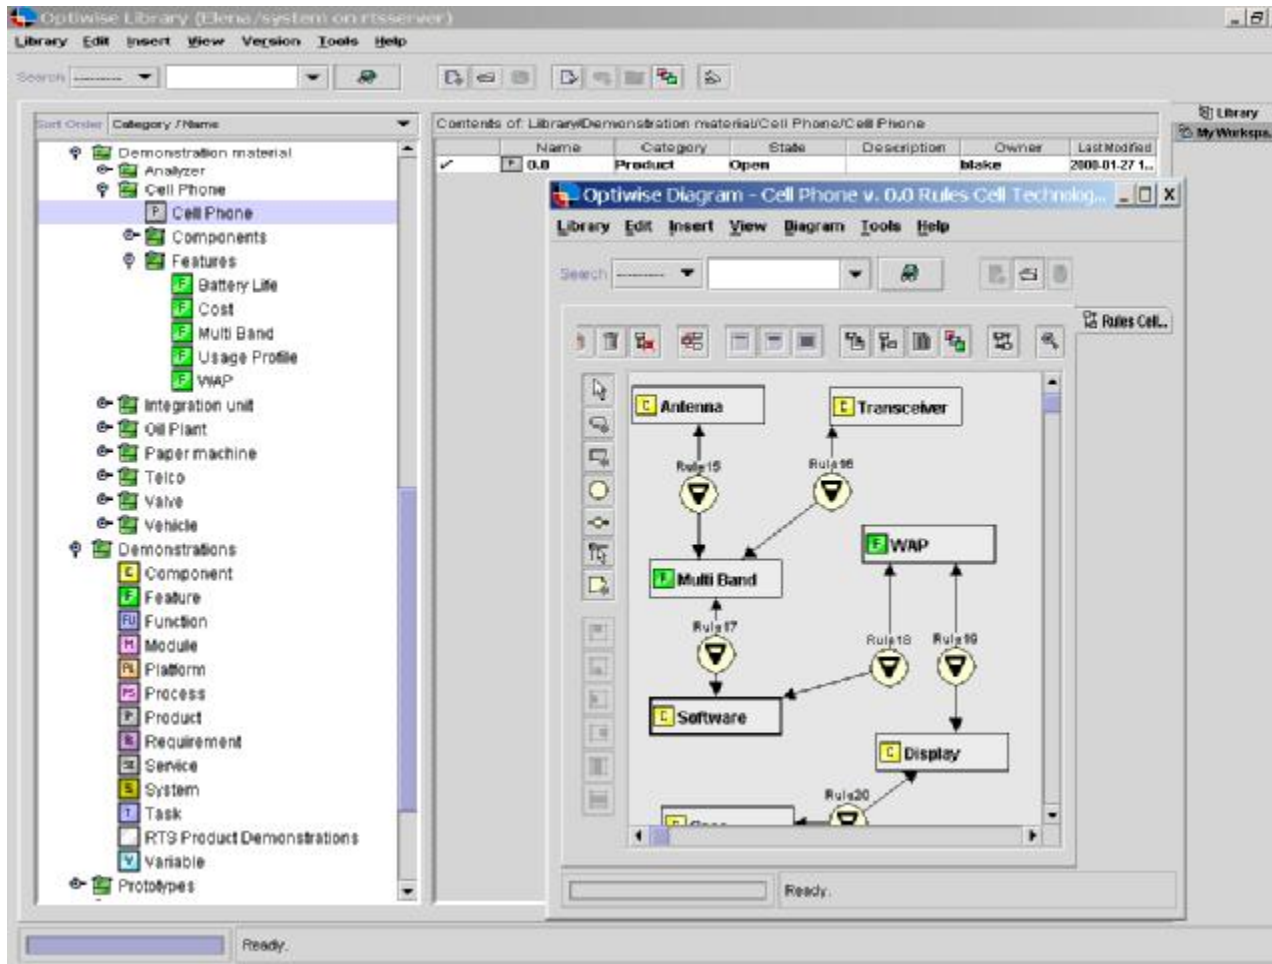 Optiwise Library (Elena/system on rtsserver)
Library Edit Insert View Version Tools Help
Search
Sort Order Category / Name
Demonstration material
Analyzer
Cell Phone
Cell Phone
Components
Features
Battery Life
Cost
Multi Band
Usage Profile
WAP
Integration unit
Oil Plant
Paper machine
Telco
Valve
Vehicle
Demonstrations
Component
Feature
Function
Module
Platform
Process
Product
Requirement
Service
System
Task
RTS Product Demonstrations
Variable
Prototypes
Ready.
Contents of: Library/Demonstration material/Cell Phone/Cell Phone
Name Category State Description Owner Last Modified
0.0 Product Open blake 2000-01-27 1...
Library
My Workspa...
Optiwise Diagram - Cell Phone v. 0.0 Rules Cell Technolog...
Library Edit Insert View Diagram Tools Help
Search
Rules Cell...
Antenna
Transceiver
Rule15
Rule16
WAP
Multi Band
Rule17
Rule18
Rule19
Software
Display
Rule20
Ready.